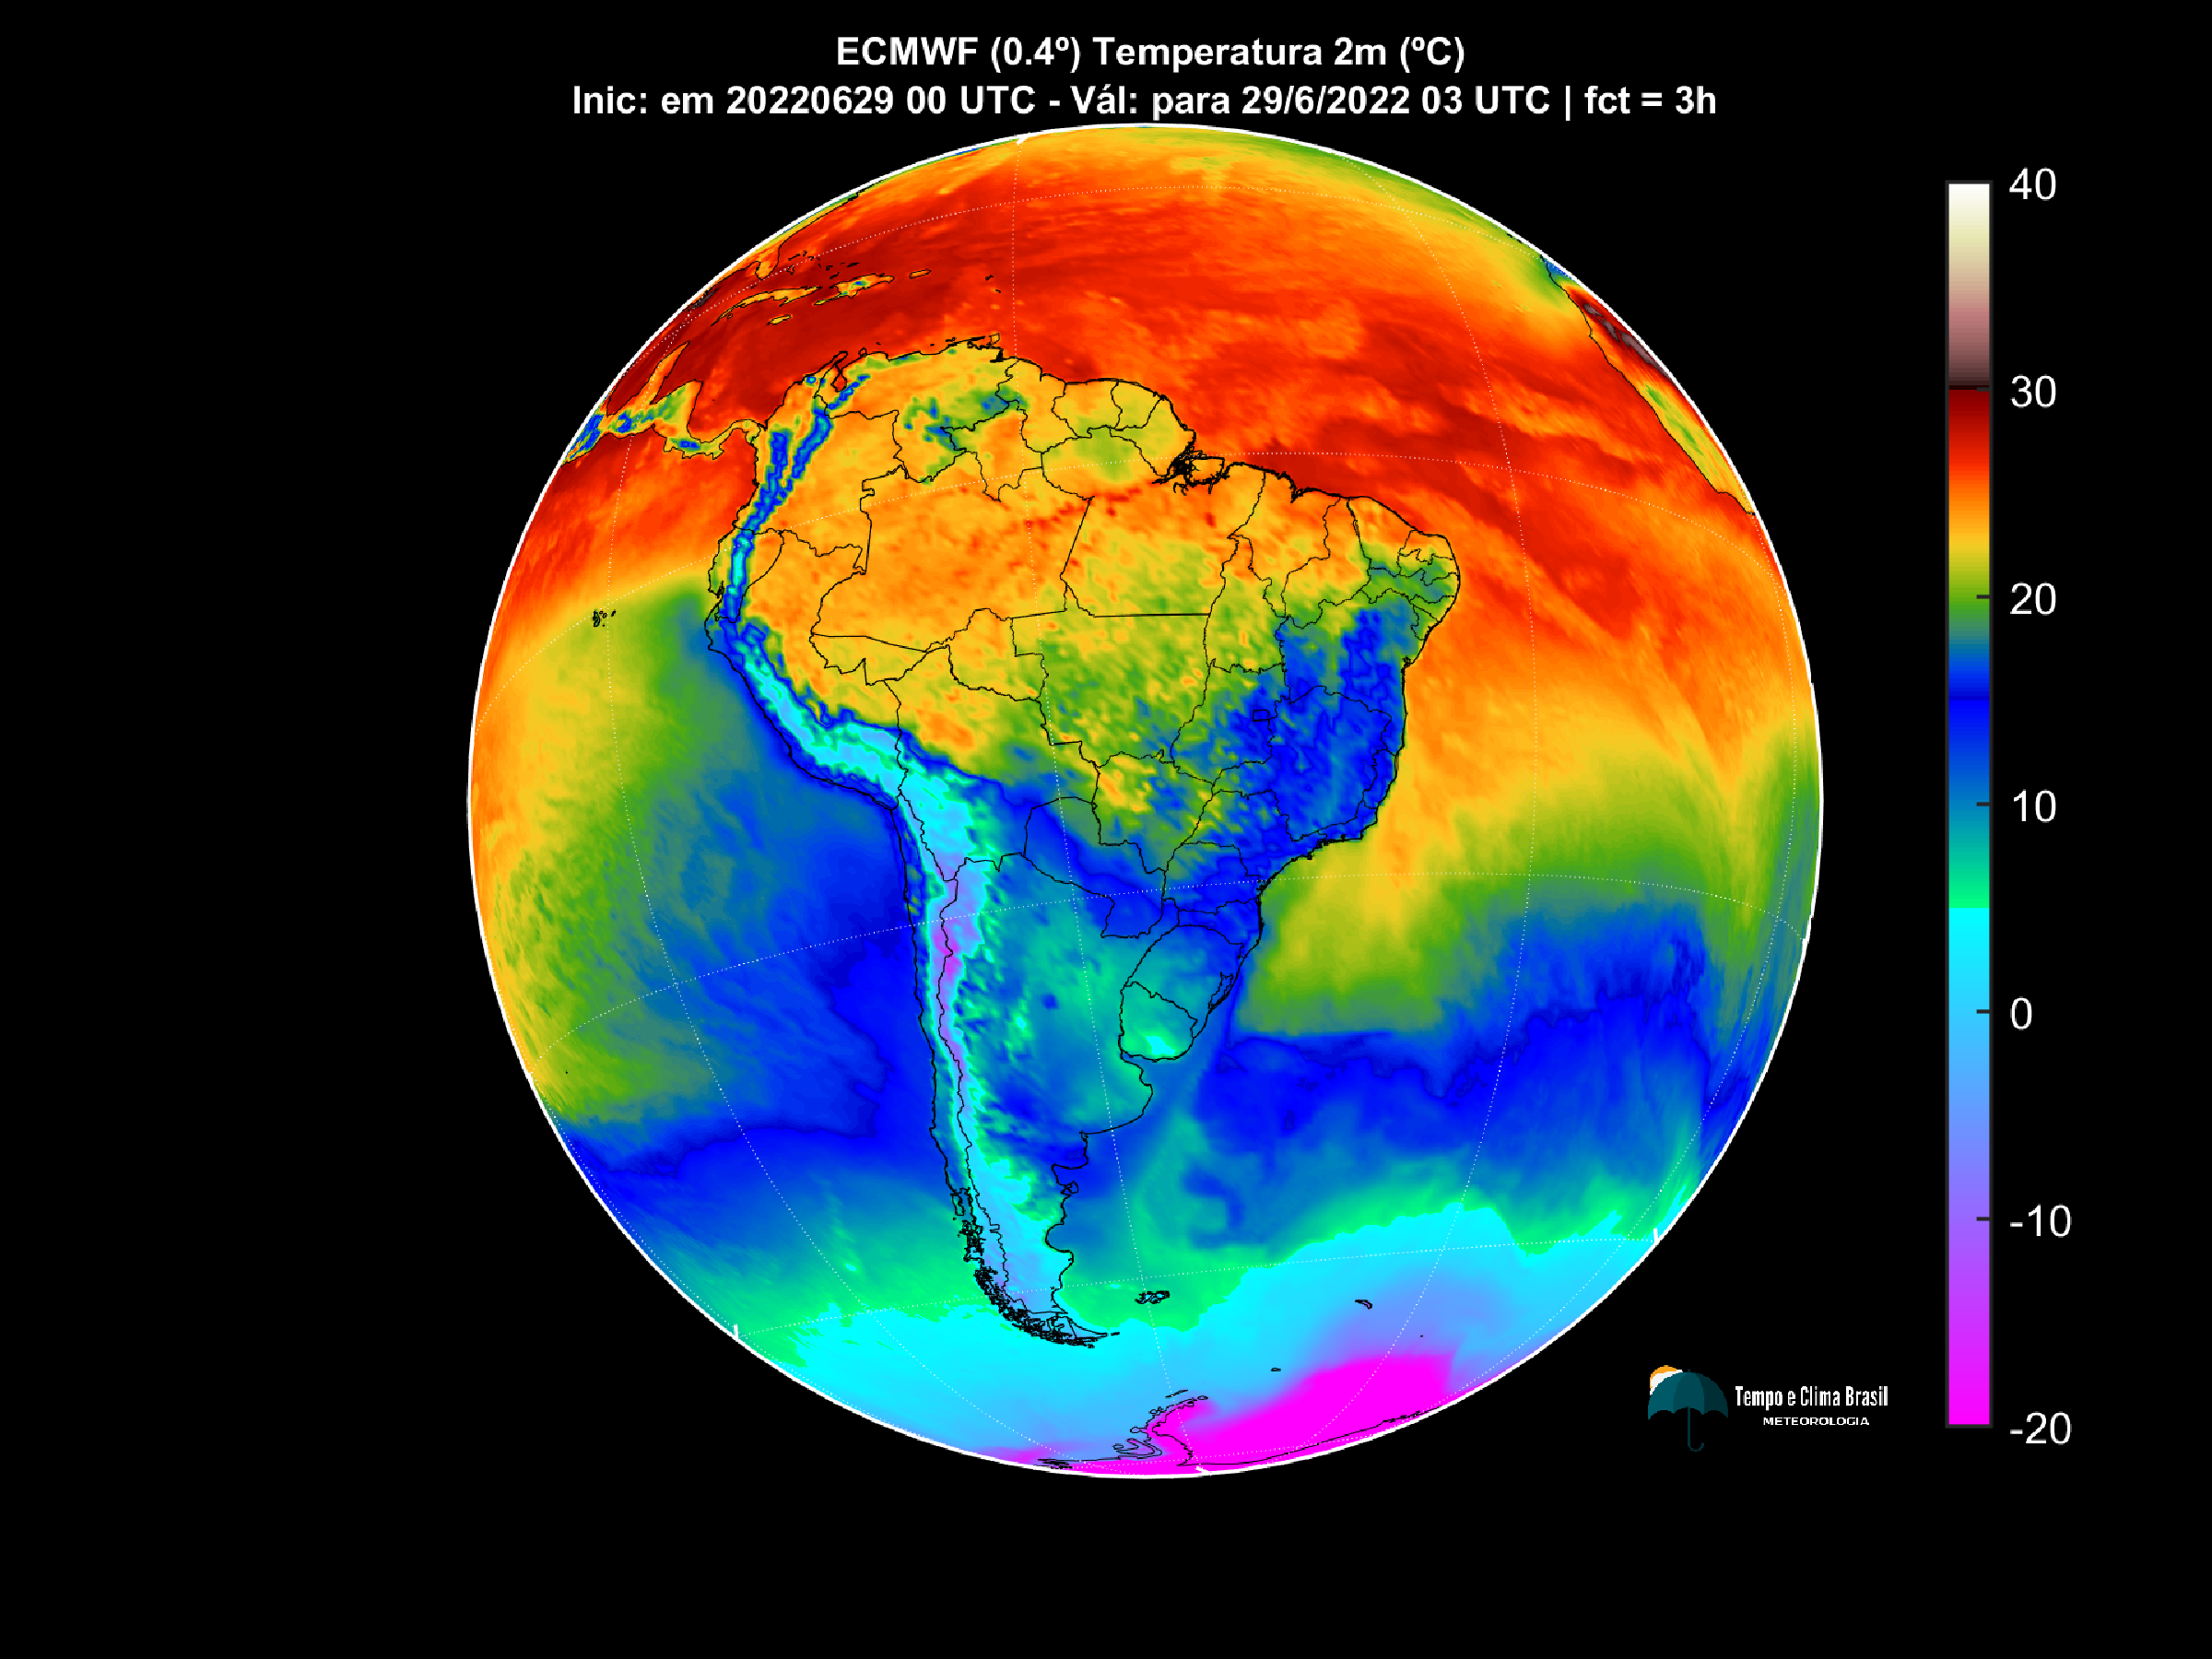 ECMWF (0.4º) Temperatura 2m (ºC)
Inic: em 20220629 00 UTC - Vál: para 29/6/2022 03 UTC | fct = 3h
40
30
20
10
0
-10
-20
Tempo e Clima Brasil
METEOROLOGIA